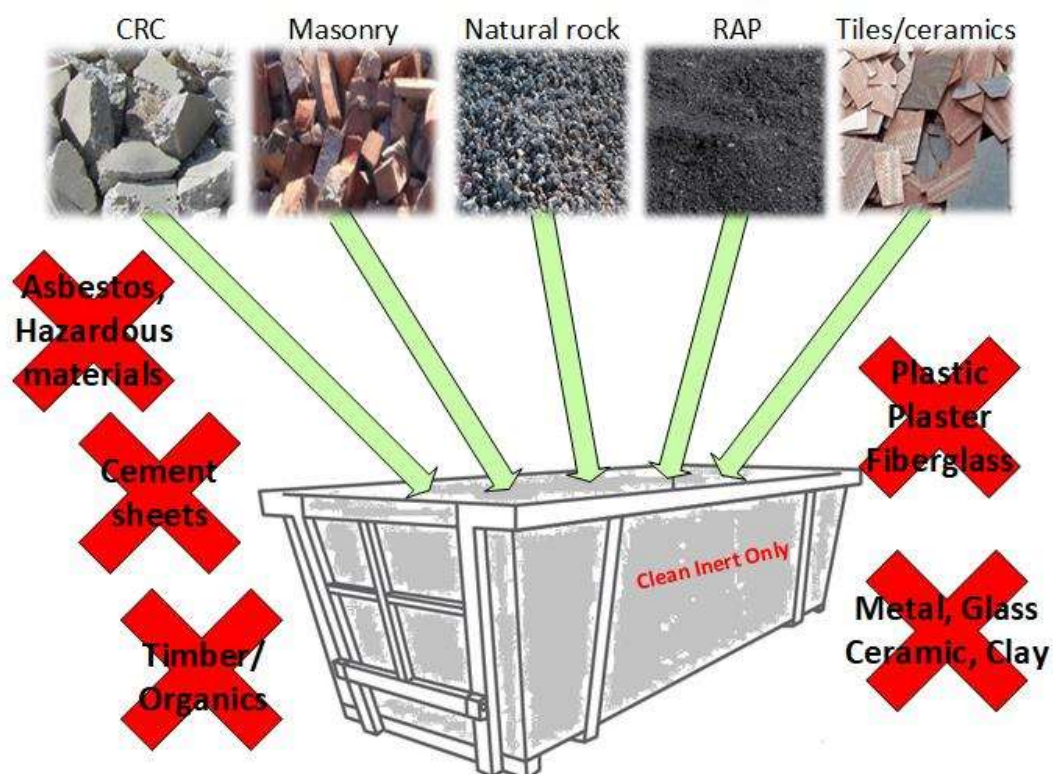 CRC
Masonry
Natural rock
RAP
Tiles/ceramics
Asbestos,
Hazardous
materials
Cement
sheets
Timber/
Organics
Plastic
Plaster
Fiberglass
Metal, Glass
Ceramic, Clay
Clean Inert Only